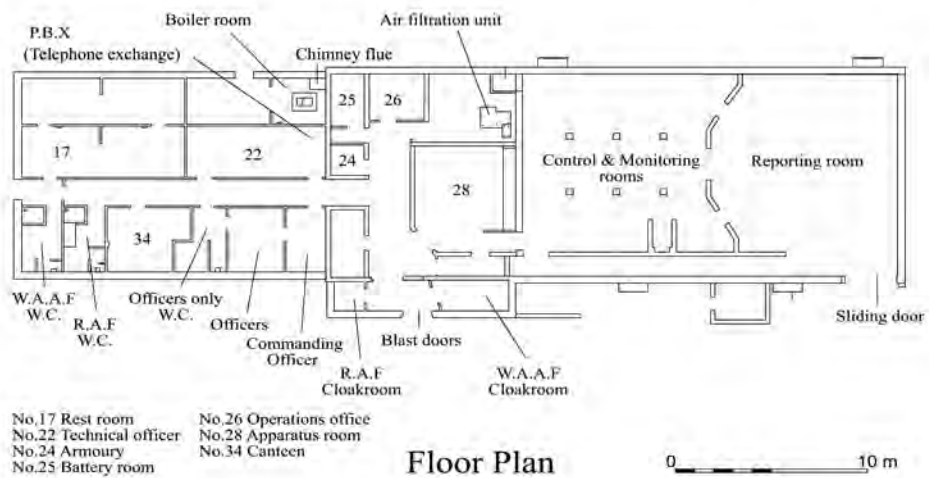 Boiler room
Air filtration unit
P.B.X
(Telephone exchange)
Chimney flue
25
26
17
22
24
28
Control & Monitoring
rooms
Reporting room
34
W.A.A.F
W.C.
R.A.F
W.C.
Officers only
W.C.
Officers
Commanding
Officer
Blast doors
R.A.F
Cloakroom
W.A.A.F
Cloakroom
Sliding door
No.17 Rest room
No.22 Technical officer
No.24 Armoury
No.25 Battery room
No.26 Operations office
No.28 Apparatus room
No.34 Canteen
Floor Plan
0
10 m